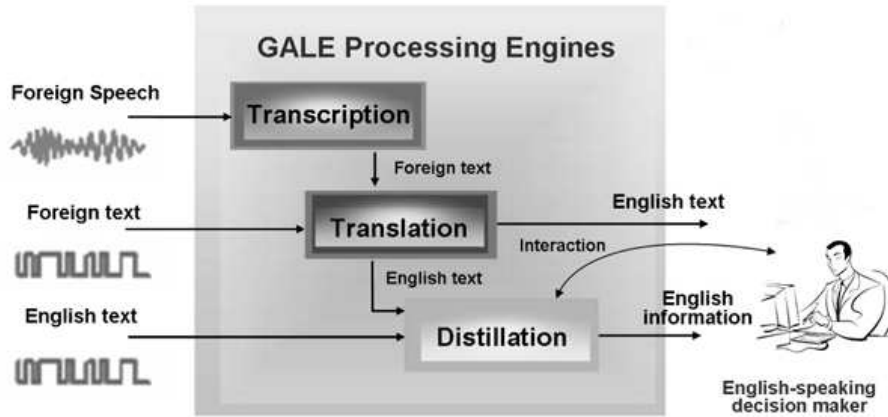 GALE Processing Engines
Foreign Speech
Transcription
Foreign text
Foreign text
Translation
English text
Interaction
English text
English text
Distillation
English
information
English-speaking
decision maker